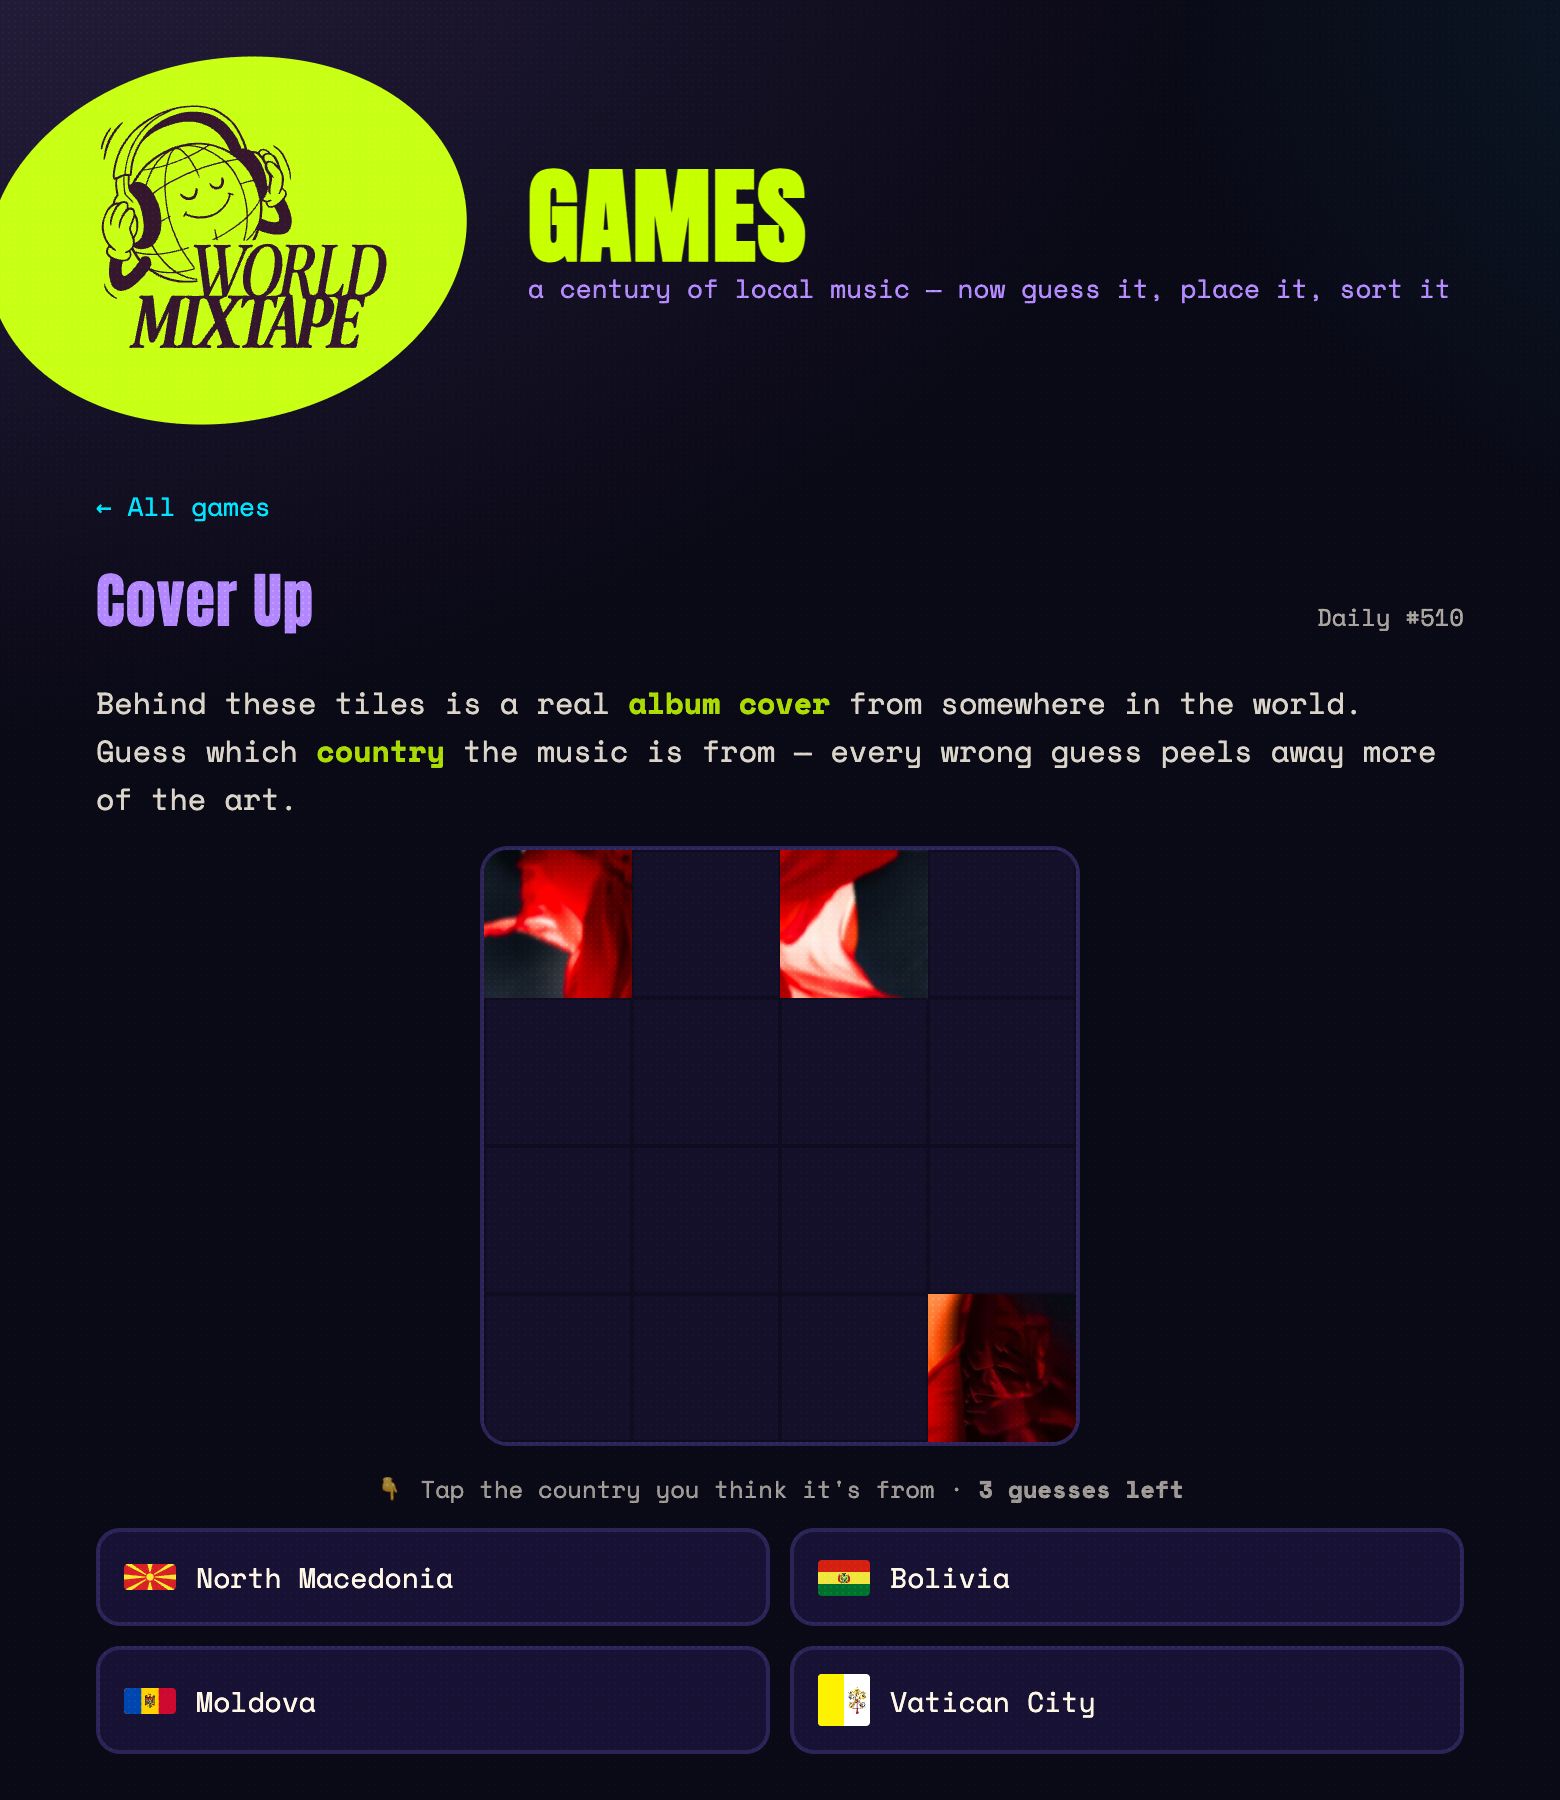 WORLD
MIXTAPE
GAMES
a century of local music — now guess it, place it, sort it
← All games
Cover Up
Daily #510
Behind these tiles is a real album cover from somewhere in the world.
Guess which country the music is from — every wrong guess peels away more
of the art.
👇 Tap the country you think it's from · 3 guesses left
North Macedonia
Bolivia
Moldova
Vatican City